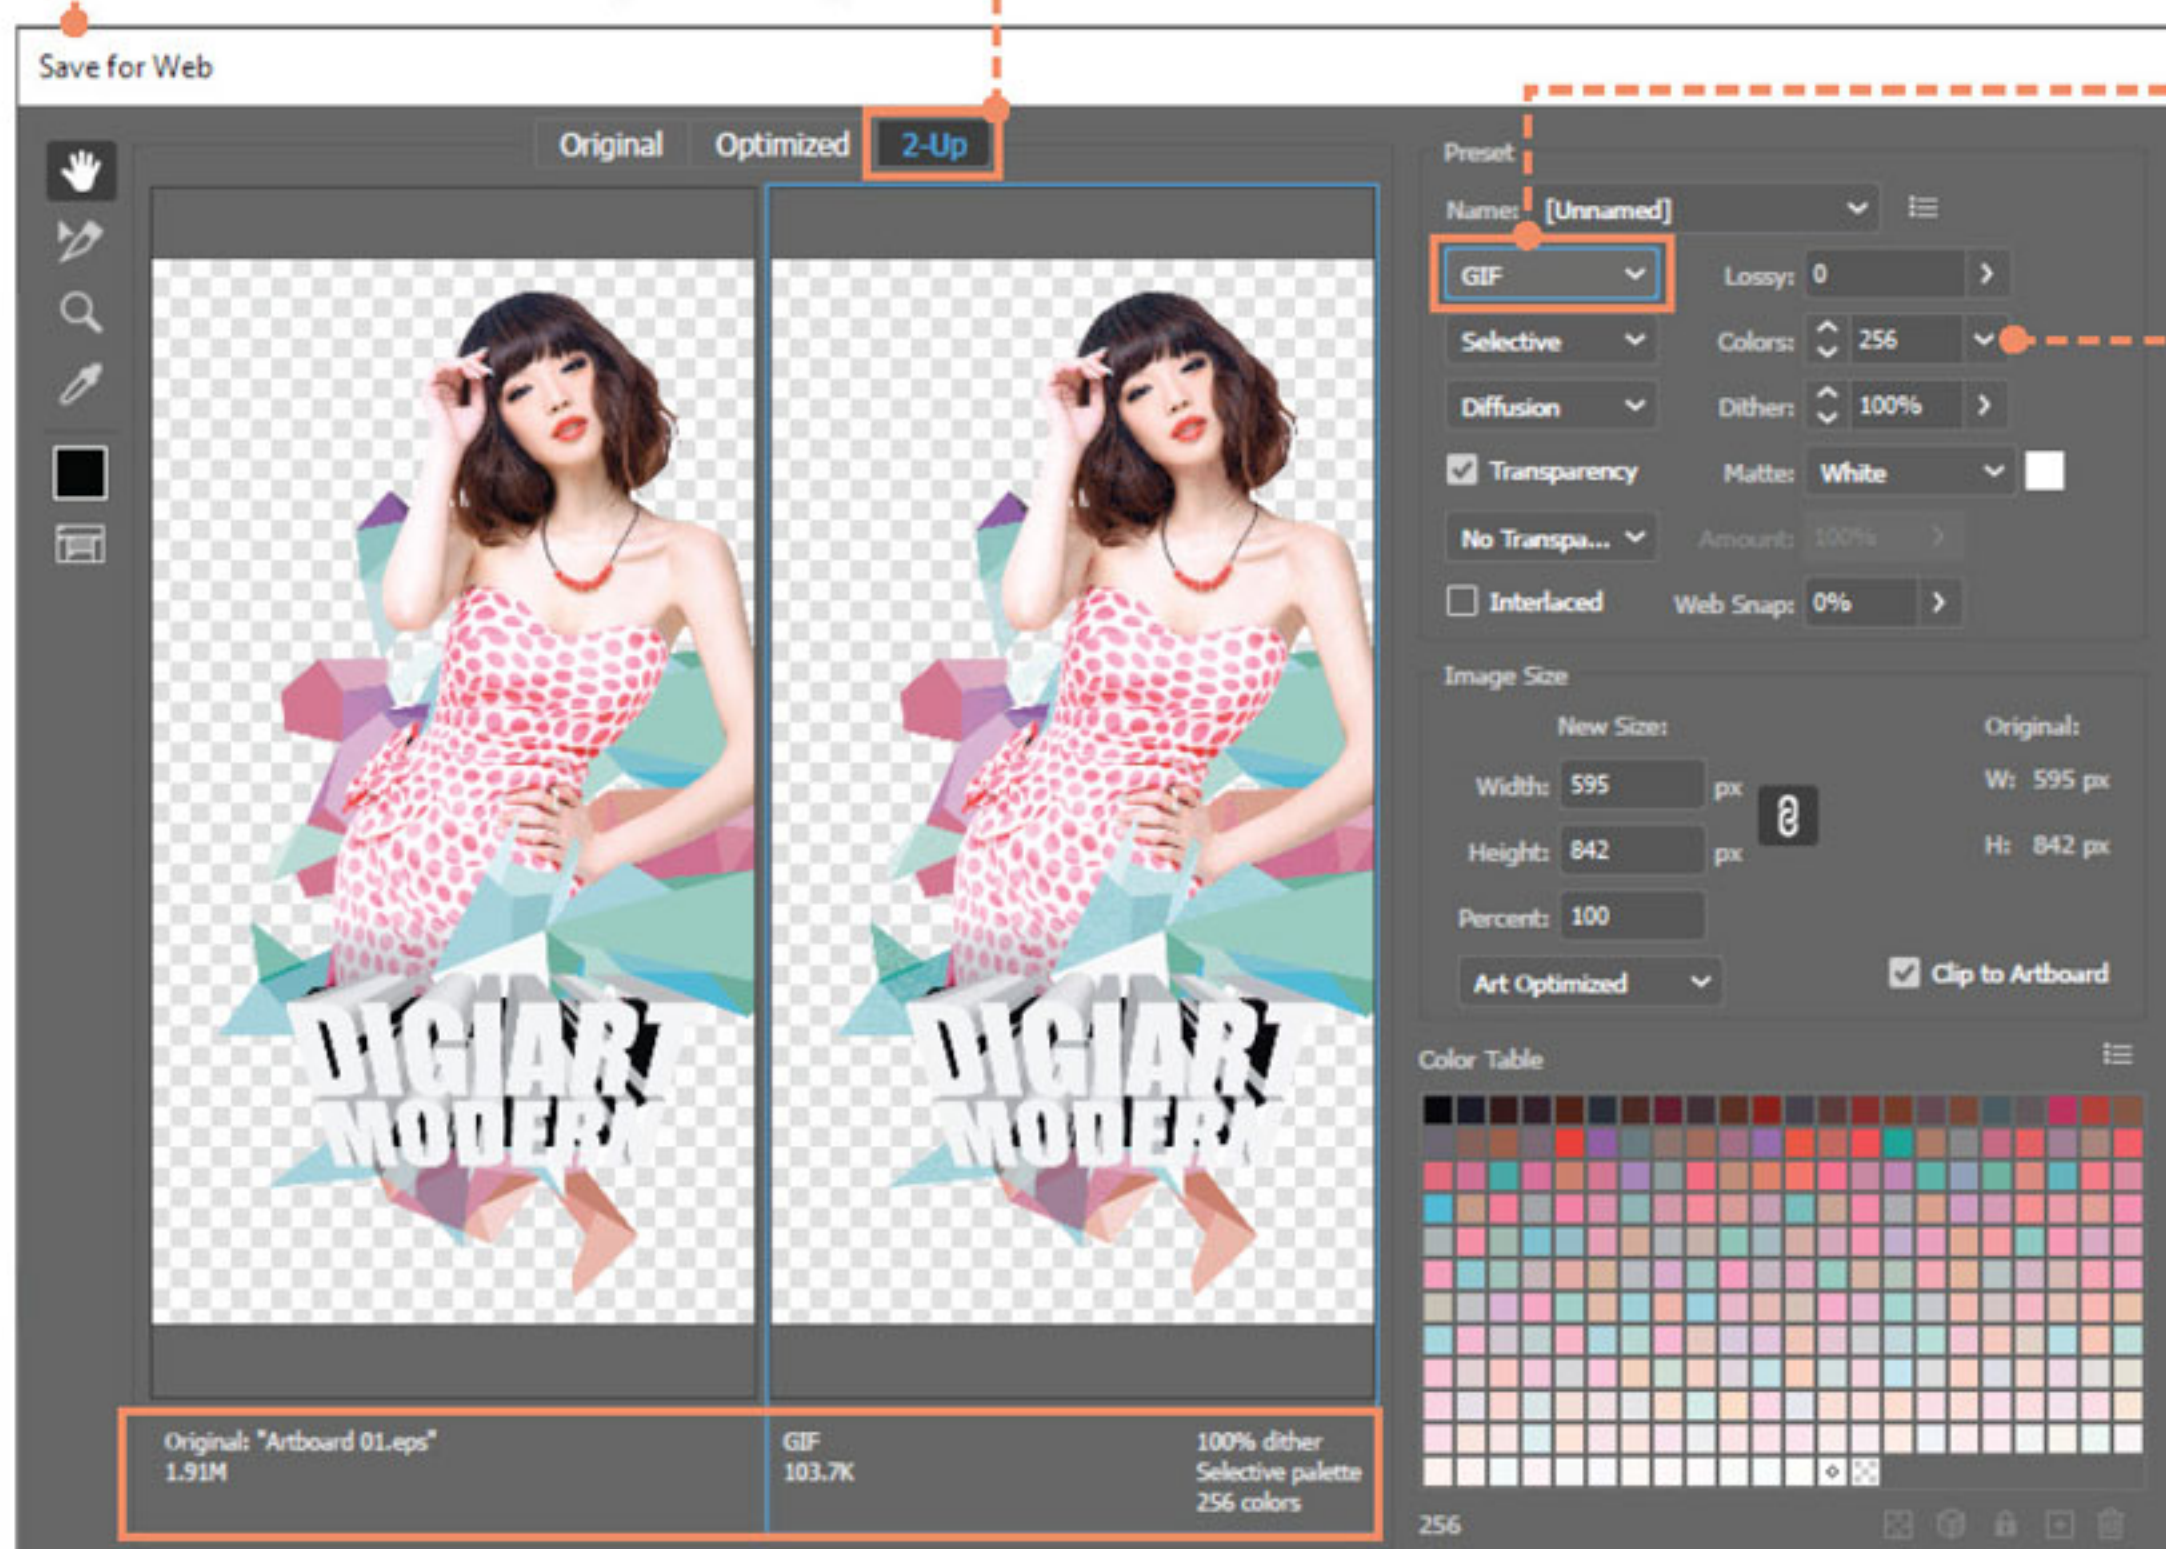 Save for Web
Original Optimized 2-Up
Preset
Name: [Unnamed]
GIF Lossy: 0
Selective Colors: 256
Diffusion Dither: 100%
Transparency Matte: White
No Transpa... Amount: 100%
Interlaced Web Snap: 0%
Image Size
New Size: Original:
Width: 595 px W: 595 px
Height: 842 px H: 842 px
Percent: 100
Art Optimized Clip to Artboard
Color Table
256
DIGIART
MODERN
Original: "Artboard 01.eps"
1.91M
GIF
103.7K
100% dither
Selective palette
256 colors
DIGIART
MODERN